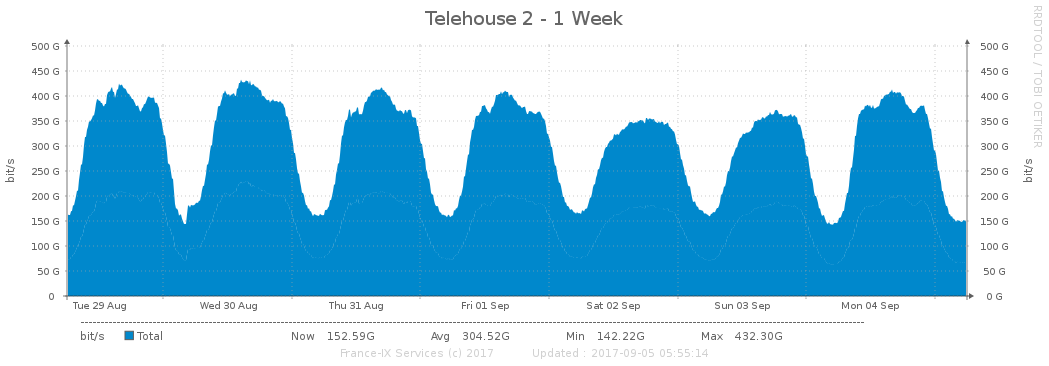 Telehouse 2 - 1 Week
RRDTOOL / TOBI OETIKER
500 G 500 G
450 G 450 G
400 G 400 G
350 G 350 G
300 G 300 G
250 G 250 G
200 G 200 G
150 G 150 G
100 G 100 G
50 G 50 G
0 0 G
bit/s bit/s
Tue 29 Aug Wed 30 Aug Thu 31 Aug Fri 01 Sep Sat 02 Sep Sun 03 Sep Mon 04 Sep
bit/s Total Now 152.59G Avg 304.52G Min 142.22G Max 432.30G
France-IX Services (c) 2017 Updated : 2017-09-05 05:55:14